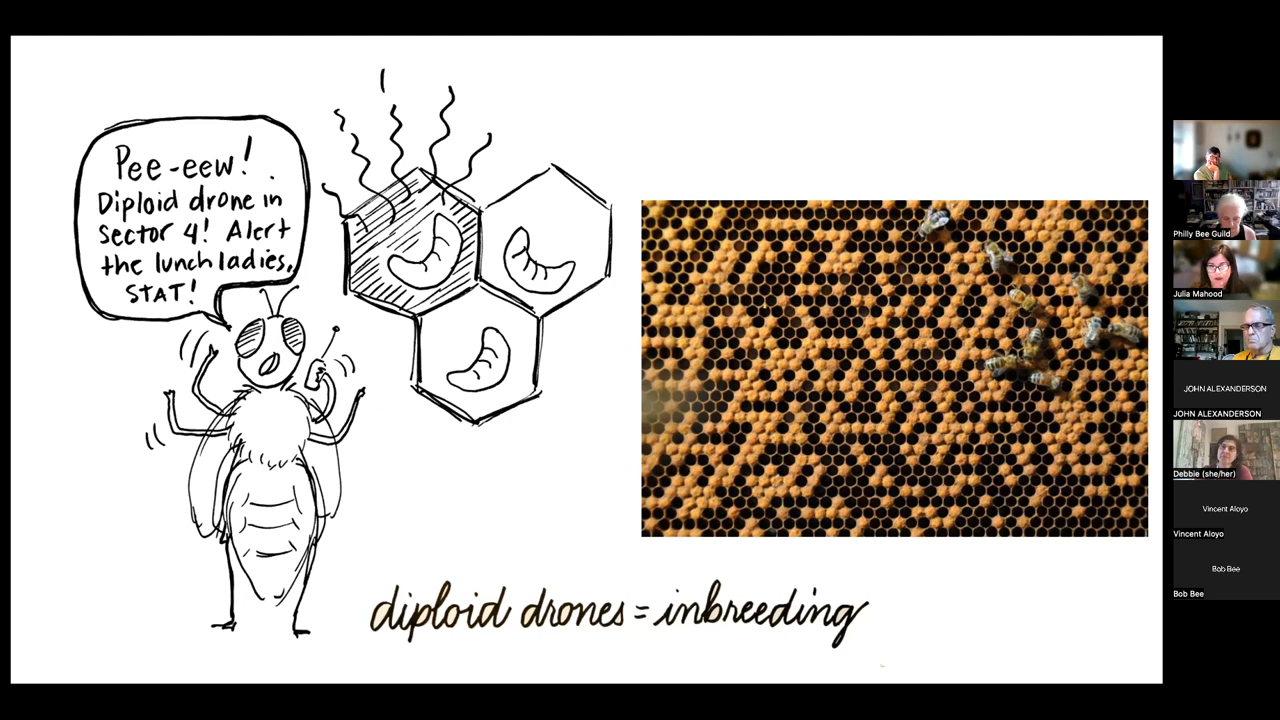 Pee-eew!
Diploid drone in
sector 4! Alert
the lunch ladies,
STAT!
diploid drones = inbreeding
Philly Bee Guild
Julia Mahood
JOHN ALEXANDERSON
JOHN ALEXANDERSON
Debbie (she/her)
Vincent Aloyo
Vincent Aloyo
Bob Bee
Bob Bee